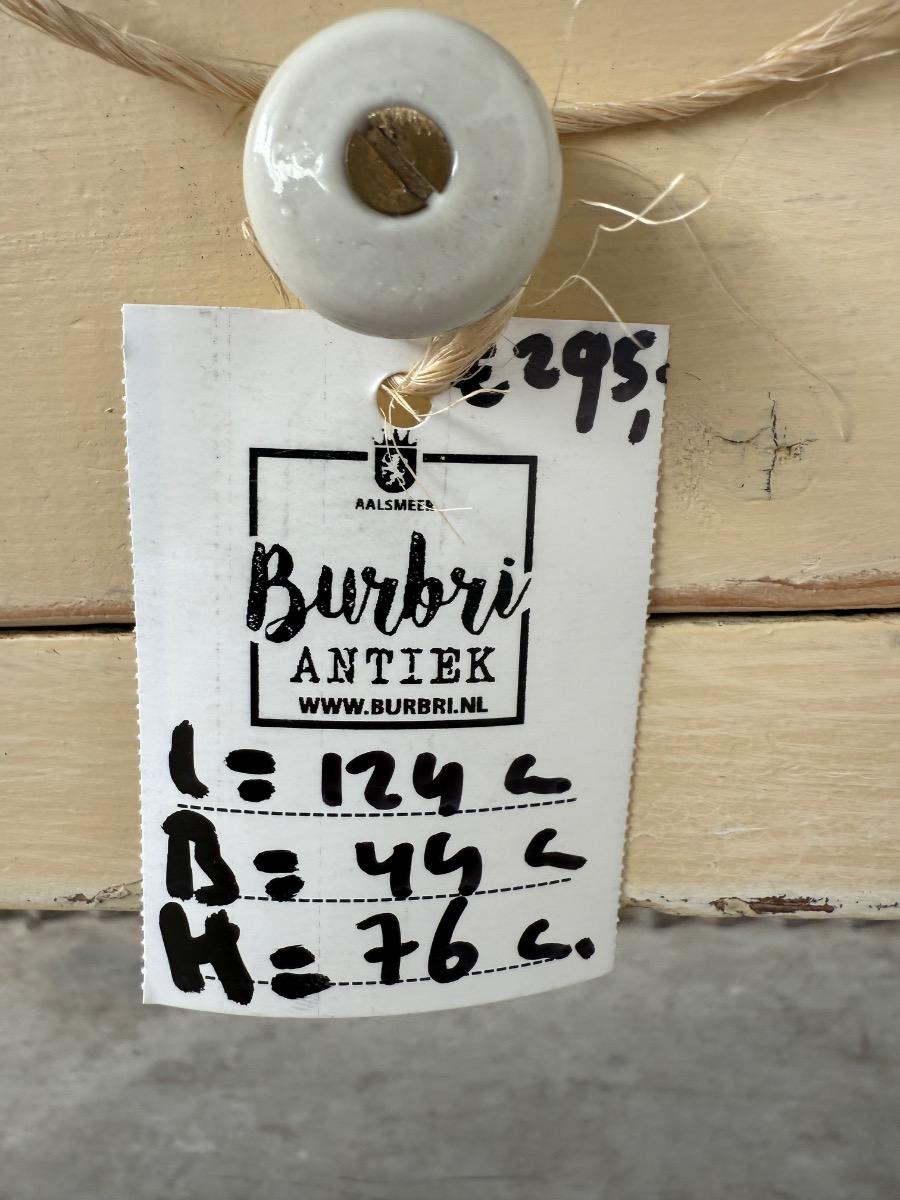 € 295,-
AALSMEER
Burbri
ANTIEK
WWW.BURBRI.NL
L = 124 c
B = 44 c
H = 76 c.